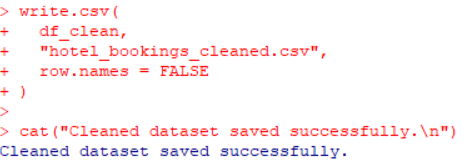 > write.csv(
+   df_clean,
+   "hotel_bookings_cleaned.csv",
+   row.names = FALSE
+ )
>
> cat("Cleaned dataset saved successfully.\n")
Cleaned dataset saved successfully.